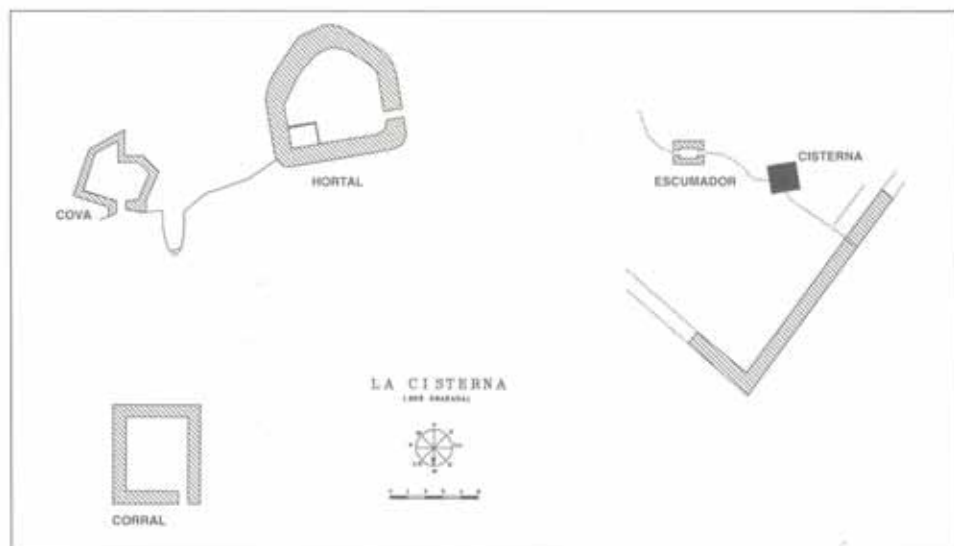 HORTAL
CISTERNA
ESCUMADOR
COVA
LA CISTERNA
CORRAL